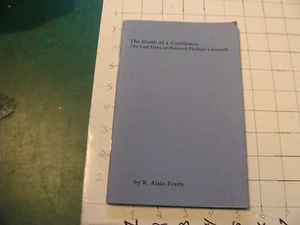 The Death of a Gentleman:
The Last Days of Howard Phillips Lovecraft
by R. Alain Everts